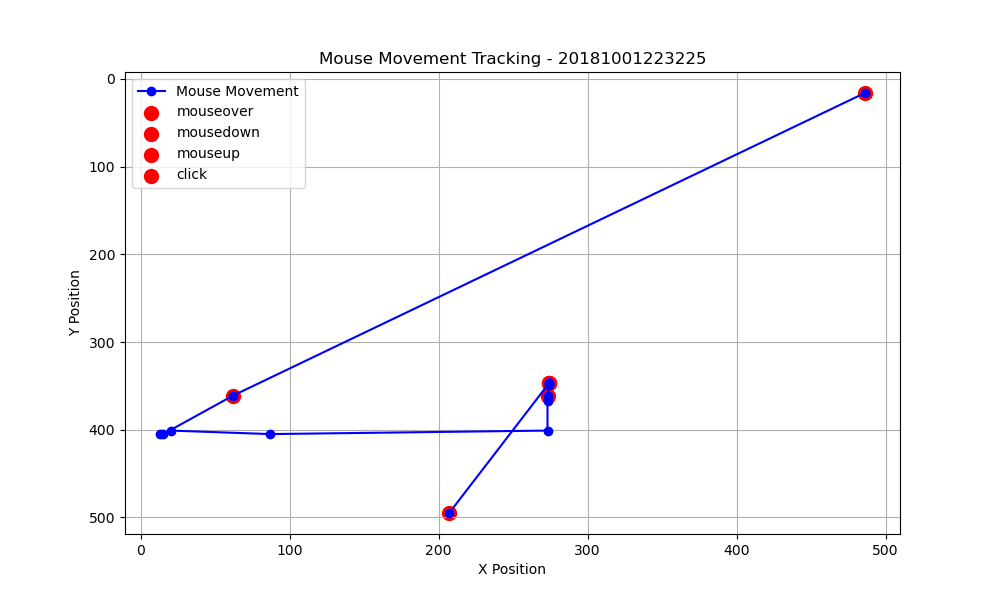 Mouse Movement Tracking - 20181001223225
Mouse Movement
mouseover
mousedown
mouseup
click
0
100
200
300
400
500
Y Position
0
100
200
300
400
500
X Position